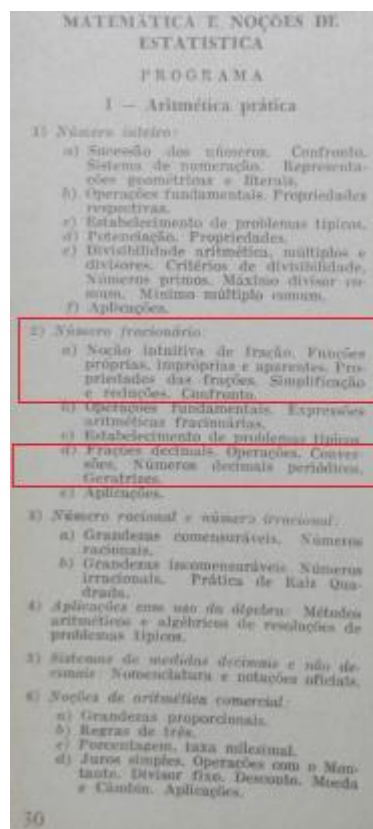 MATEMÁTICA E NOÇÕES DE
ESTATÍSTICA
PROGRAMA
I — Aritmética prática
1) Número inteiro:
a) Sucessão dos números. Confronto.
Sistema de numeração. Representa-
ções geométricas e literais.
b) Operações fundamentais. Propriedades
respectivas.
c) Estabelecimento de problemas típicos.
d) Potenciação. Propriedades.
e) Divisibilidade aritmética, múltiplos e
divisores. Critérios de divisibilidade.
Números primos. Máximo divisor co-
mum. Mínimo múltiplo comum.
f) Aplicações.
2) Número fracionário:
a) Noção intuitiva de fração. Funções
próprias, impróprias e aparentes. Pro-
priedades das frações. Simplificação
e reduções. Confronto.
b) Operações fundamentais. Expressões
aritméticas fracionárias.
c) Estabelecimento de problemas típicos
d) Frações decimais. Operações. Conver-
sões. Números decimais periódicos.
Geratrizes.
e) Aplicações.
3) Número racional e número irracional:
a) Grandezas comensuráveis. Números
racionais.
b) Grandezas incomensuráveis Números
irracionais. Prática de Raiz Qua-
drada.
4) Aplicações com uso da álgebra: Métodos
aritméticos e algébricos de resoluções de
problemas típicos.
5) Sistemas de medidas decimais e não de-
cimais: Nomenclatura e notações oficiais.
6) Noções de aritmética comercial:
a) Grandezas proporcionais.
b) Regras de três.
c) Porcentagem, taxa milesimal.
d) Juros simples. Operações com o Mon-
tante. Divisor fixo. Desconto. Moeda
e Câmbio. Aplicações.
30